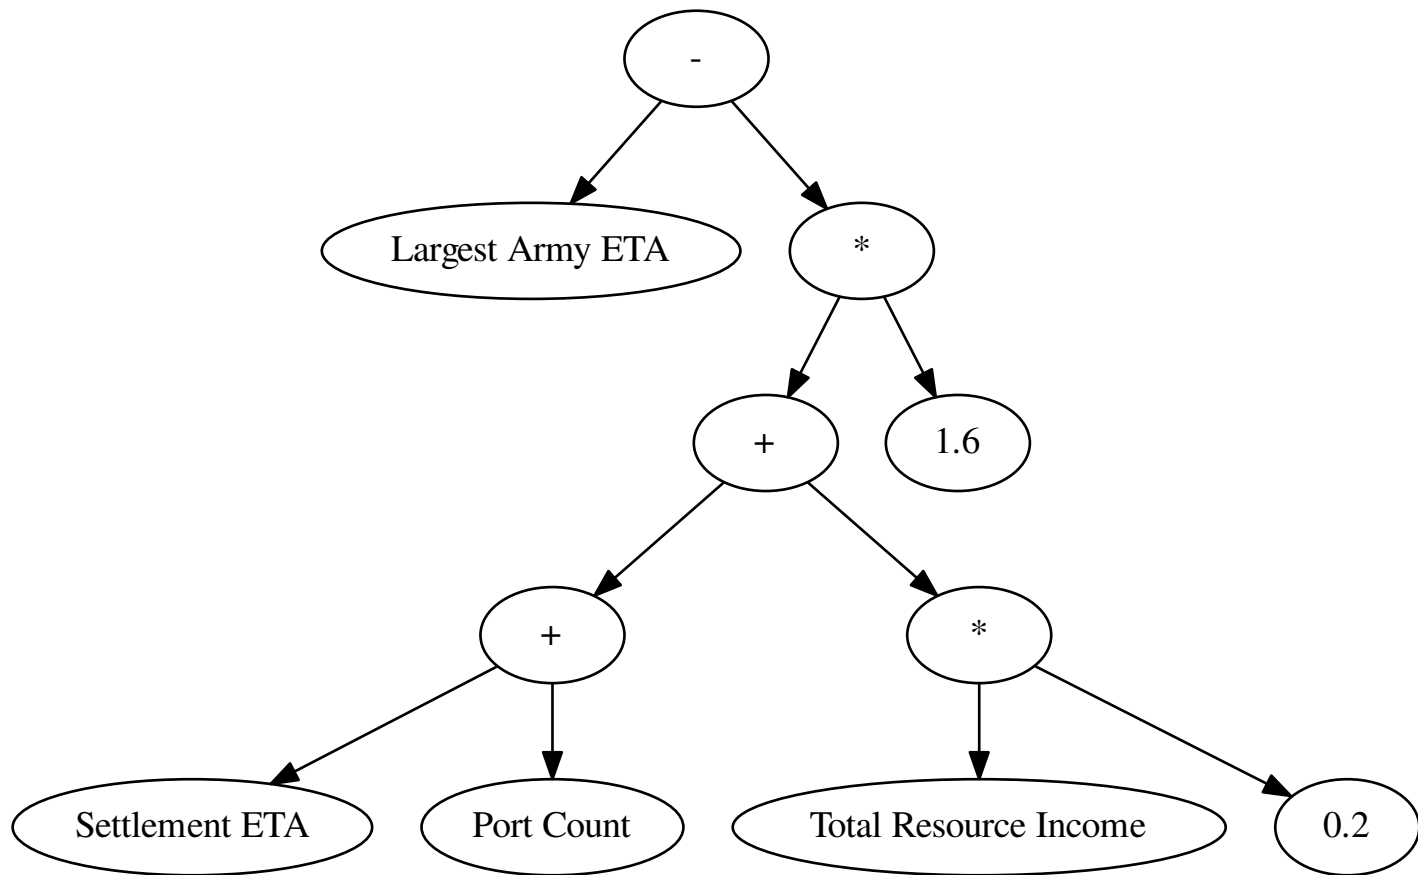 -
Largest Army ETA
*
+
1.6
+
*
Settlement ETA
Port Count
Total Resource Income
0.2